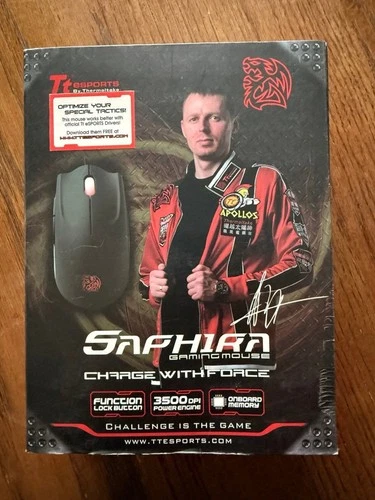 Tt eSPORTS
By Thermaltake
OPTIMIZE YOUR
SPECIAL TACTICS!
This mouse works better with
official Tt eSPORTS Drivers!
Download them FREE at
WWW.TTESPORTS.COM
Tt
APOLLOS
Thermaltake
SAPHIRA
GAMING MOUSE
CHARGE WITH FORCE
FUNCTION
LOCK BUTTON
3500 DPI
POWER ENGINE
ONBOARD
MEMORY
CHALLENGE IS THE GAME
WWW.TTESPORTS.COM